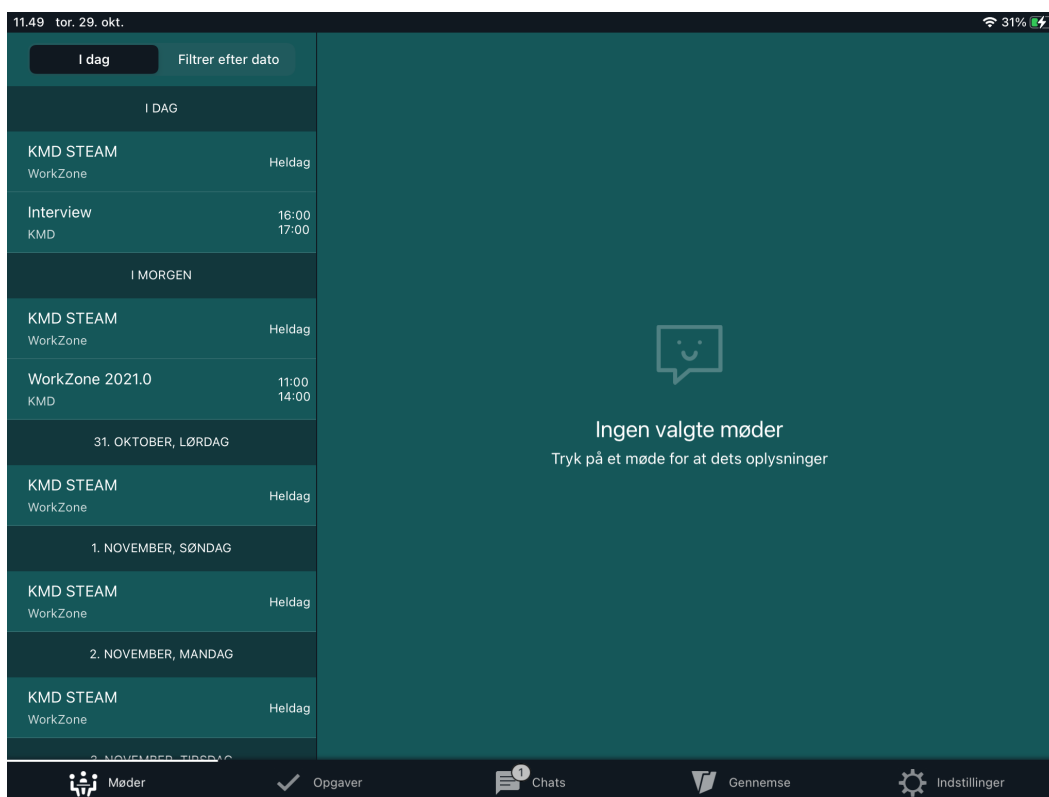 11.49 tor. 29. okt.
31%
I dag
Filtrer efter dato
I DAG
KMD STEAM
WorkZone
Heldag
Interview
KMD
16:00
17:00
I MORGEN
KMD STEAM
WorkZone
Heldag
WorkZone 2021.0
KMD
11:00
14:00
31. OKTOBER, LØRDAG
KMD STEAM
WorkZone
Heldag
1. NOVEMBER, SØNDAG
KMD STEAM
WorkZone
Heldag
2. NOVEMBER, MANDAG
KMD STEAM
WorkZone
Heldag
3. NOVEMBER, TIRSDAG
Ingen valgte møder
Tryk på et møde for at dets oplysninger
Møder
Opgaver
1
Chats
Gennemse
Indstillinger